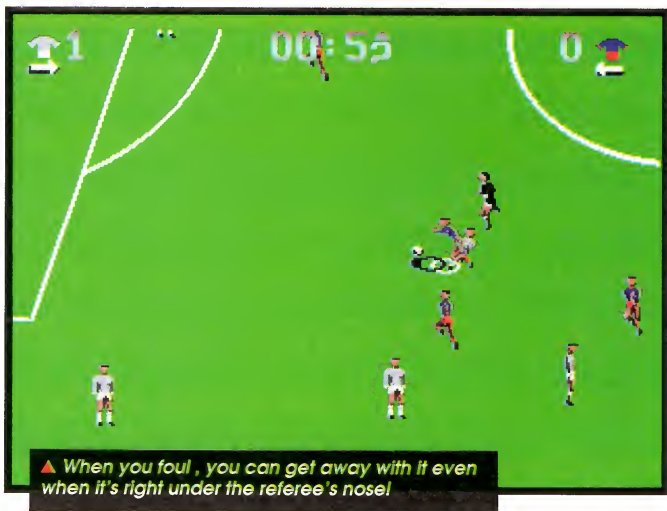 1 00:55 0
▲ When you foul, you can get away with it even
when it's right under the referee's nose!